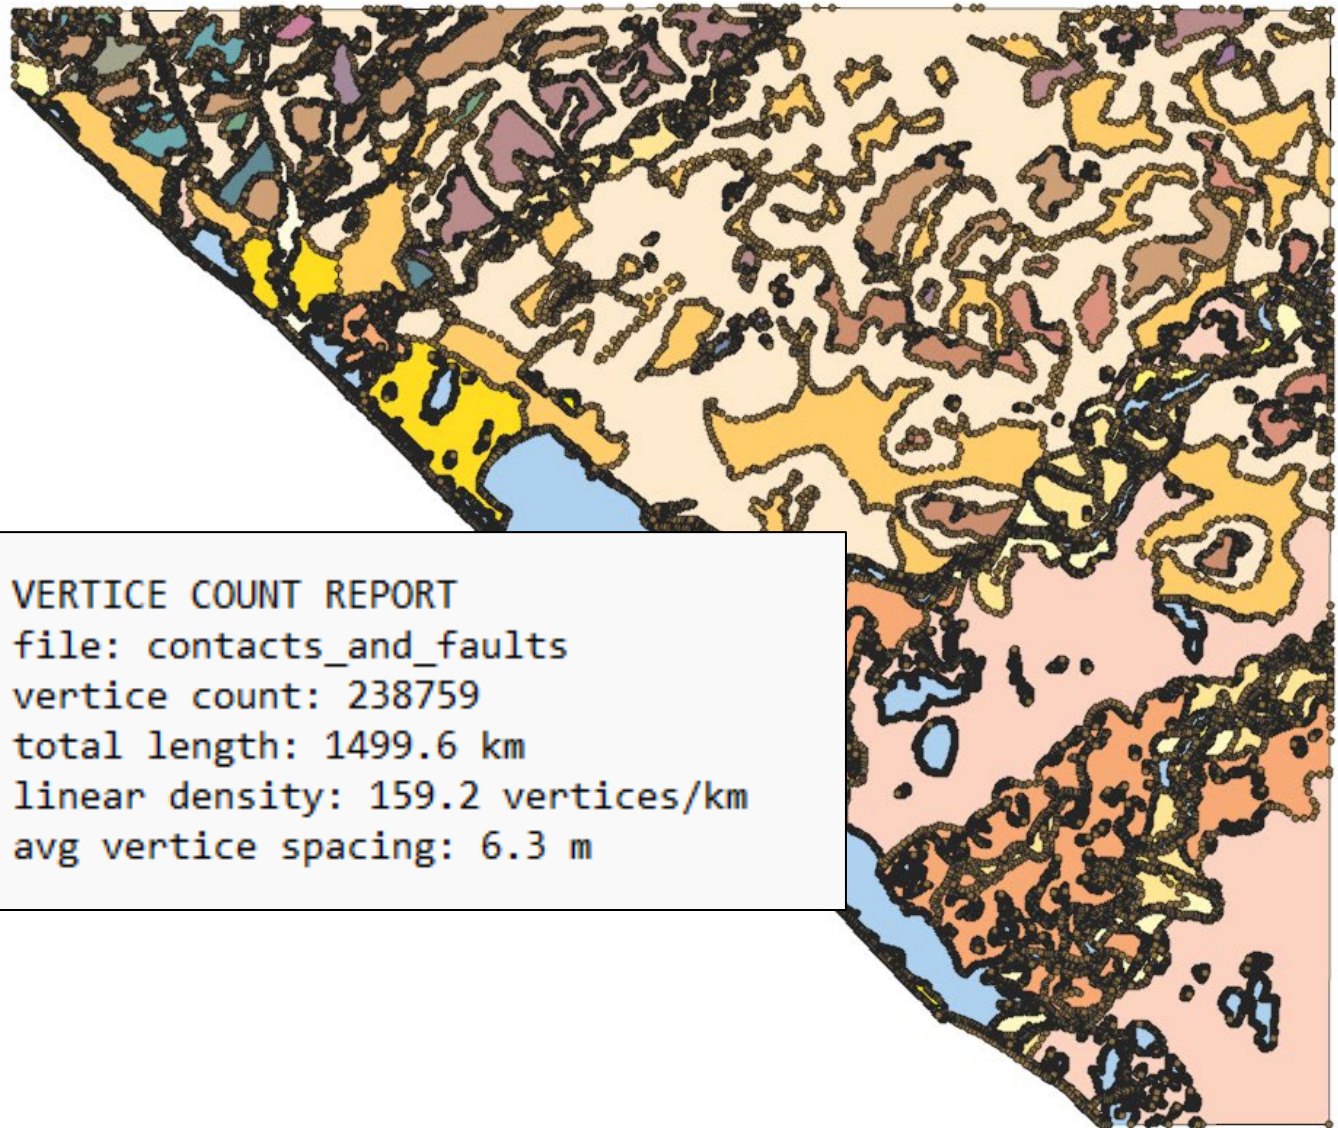 VERTICE COUNT REPORT
file: contacts_and_faults
vertice count: 238759
total length: 1499.6 km
linear density: 159.2 vertices/km
avg vertice spacing: 6.3 m